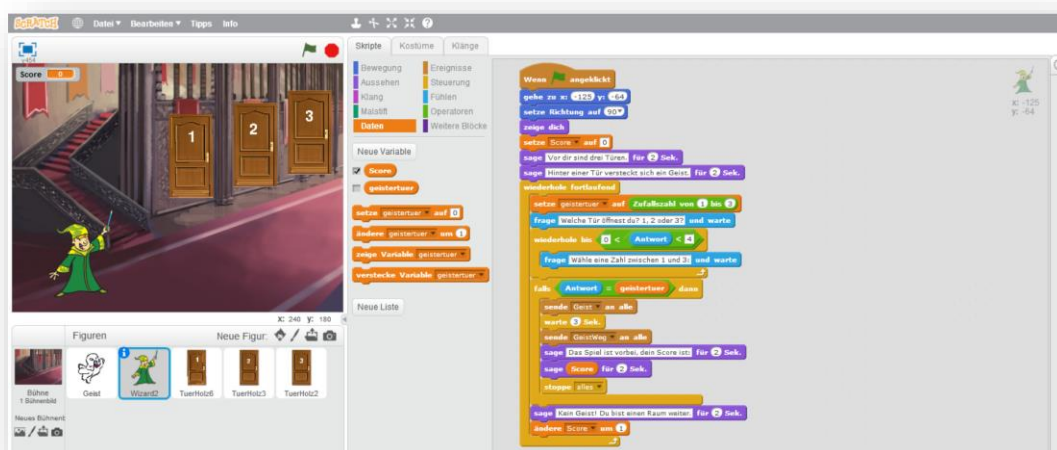 SCRATCH Datei Bearbeiten Tipps Info
v454
Score 0
1
2
3
X: 240 y: 180
Figuren
Neue Figur:
Bühne
1 Bühnenbild
Neues Bühnenbi
Geist
Wizard2
TuerHolz6
TuerHolz3
TuerHolz2
Skripte Kostüme Klänge
Bewegung Ereignisse
Aussehen Steuerung
Klang Fühlen
Malstift Operatoren
Daten Weitere Blöcke
Neue Variable
Score
geistertuer
setze geistertuer auf 0
ändere geistertuer um 1
zeige Variable geistertuer
verstecke Variable geistertuer
Neue Liste
Wenn angeklickt
gehe zu x: -125 y: -64
setze Richtung auf 90
zeige dich
setze Score auf 0
sage Vor dir sind drei Türen. für 2 Sek.
sage Hinter einer Tür versteckt sich ein Geist. für 2 Sek.
wiederhole fortlaufend
setze geistertuer auf Zufallszahl von 1 bis 3
frage Welche Tür öffnest du? 1, 2 oder 3? und warte
wiederhole bis 0 < Antwort < 4
frage Wähle eine Zahl zwischen 1 und 3: und warte
falls Antwort = geistertuer dann
sende Geist an alle
warte 3 Sek.
sende GeistWeg an alle
sage Das Spiel ist vorbei, dein Score ist: für 2 Sek.
sage Score für 2 Sek.
stoppe alles
sage Kein Geist! Du bist einen Raum weiter. für 2 Sek.
ändere Score um 1
x: -125
y: -64